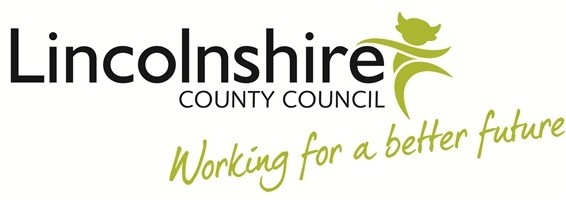 Lincolnshire
COUNTY COUNCIL
Working for a better future